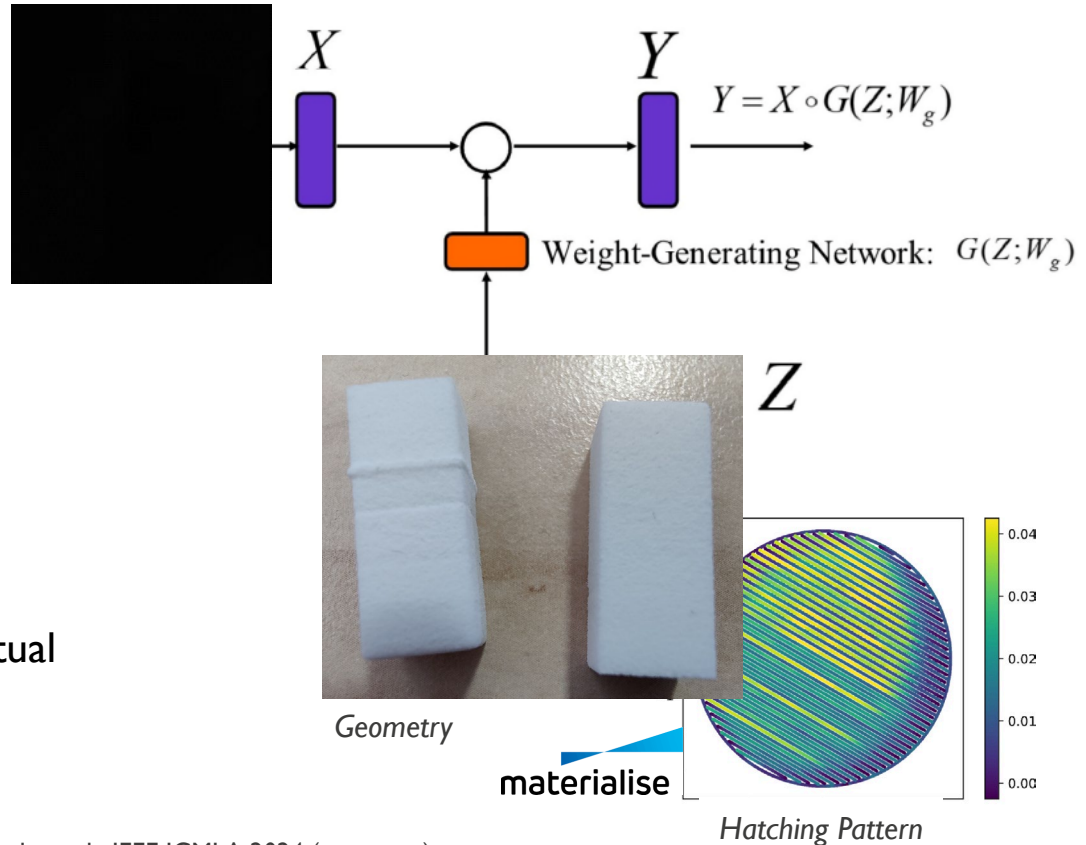 X
Y
Y = X ∘ G(Z;W_g)
Weight-Generating Network: G(Z;W_g)
Z
tual
Geometry
materialise
0.04
0.03
0.02
0.01
0.00
Hatching Pattern